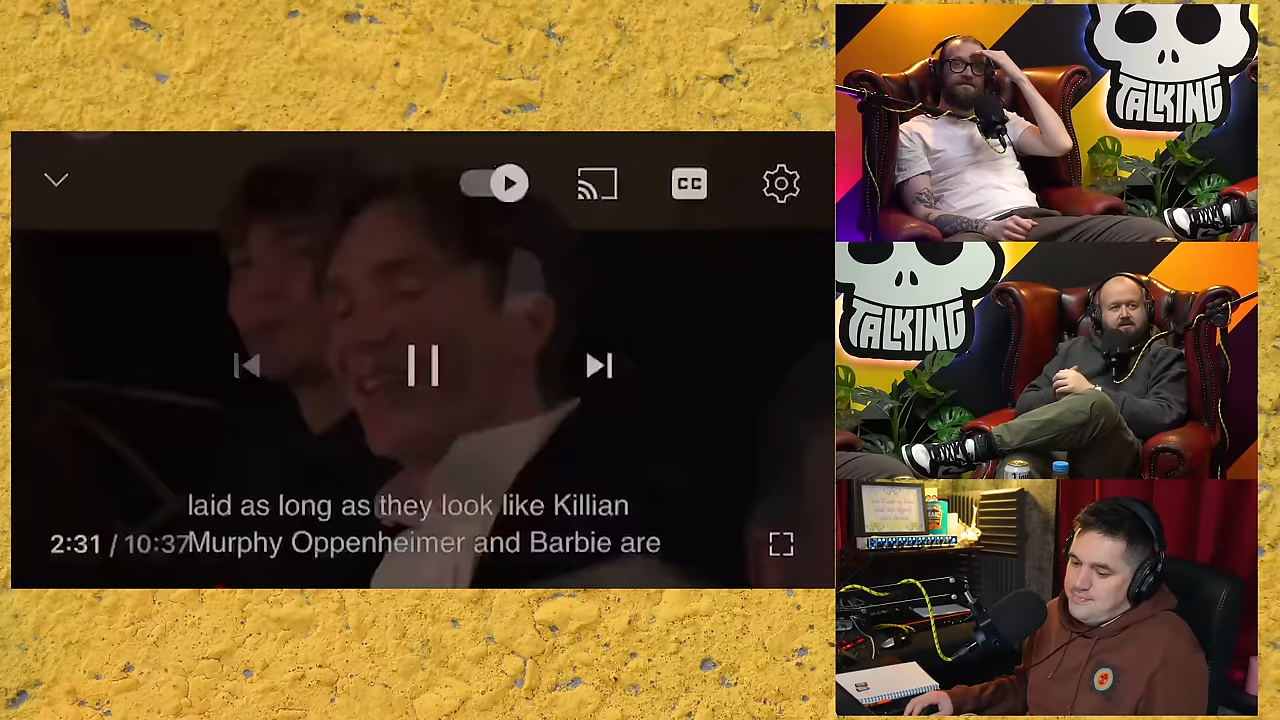 CC
laid as long as they look like Killian
2:31 / 10:37
Murphy Oppenheimer and Barbie are
TALKING
TALKING